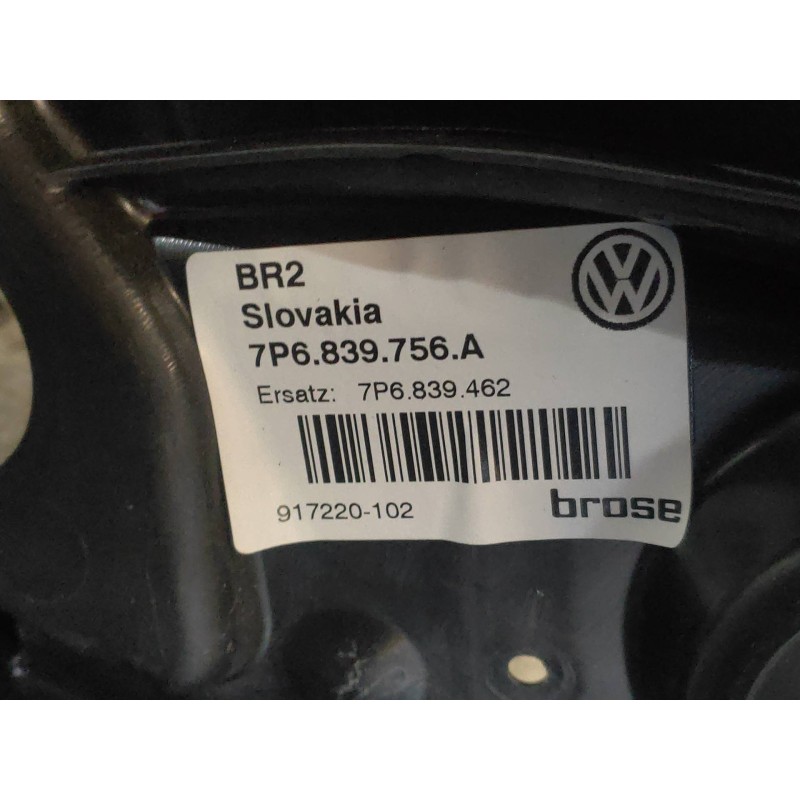 BR2
Slovakia
7P6.839.756.A
Ersatz: 7P6.839.462
917220-102
brose